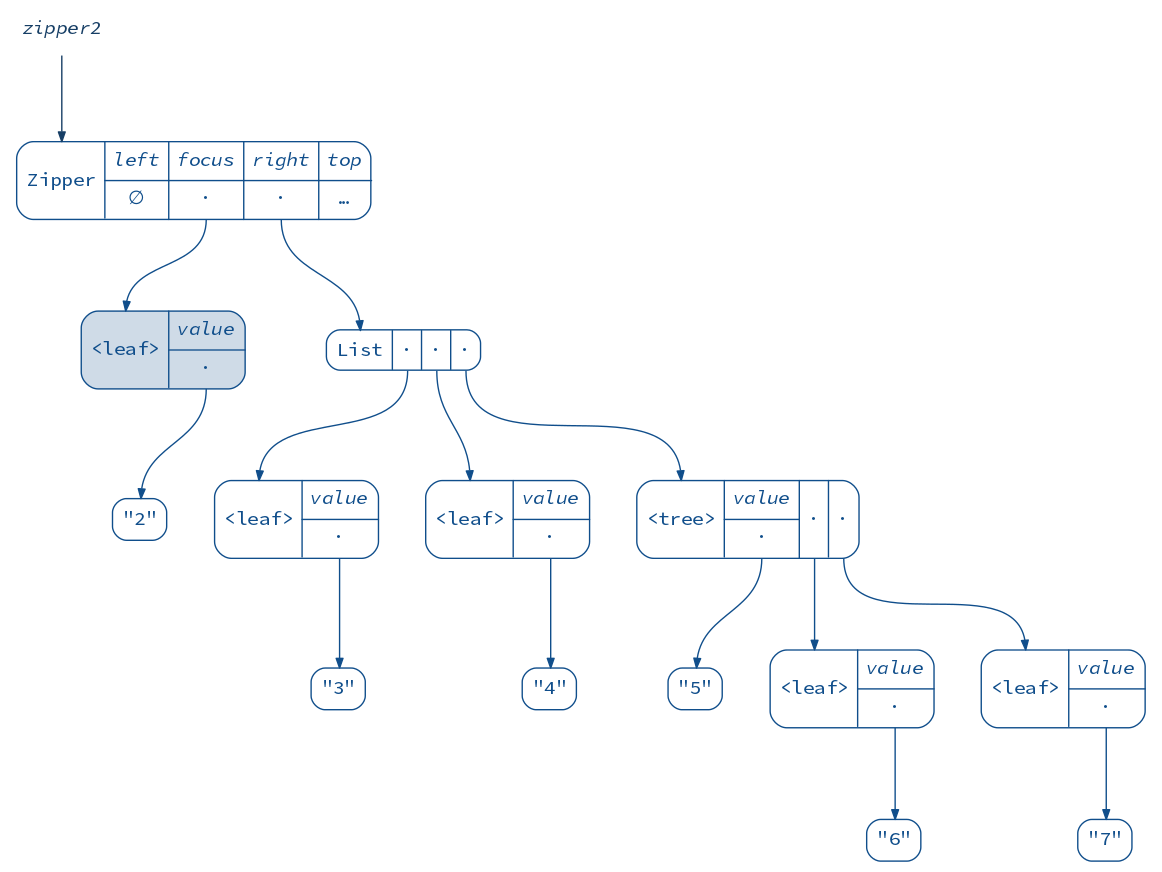 zipper2
Zipper left focus right top
∅ · · …
<leaf> value
·
List · · ·
"2"
<leaf> value
·
<leaf> value
·
<tree> value · ·
·
"3"
"4"
"5"
<leaf> value
·
<leaf> value
·
"6"
"7"